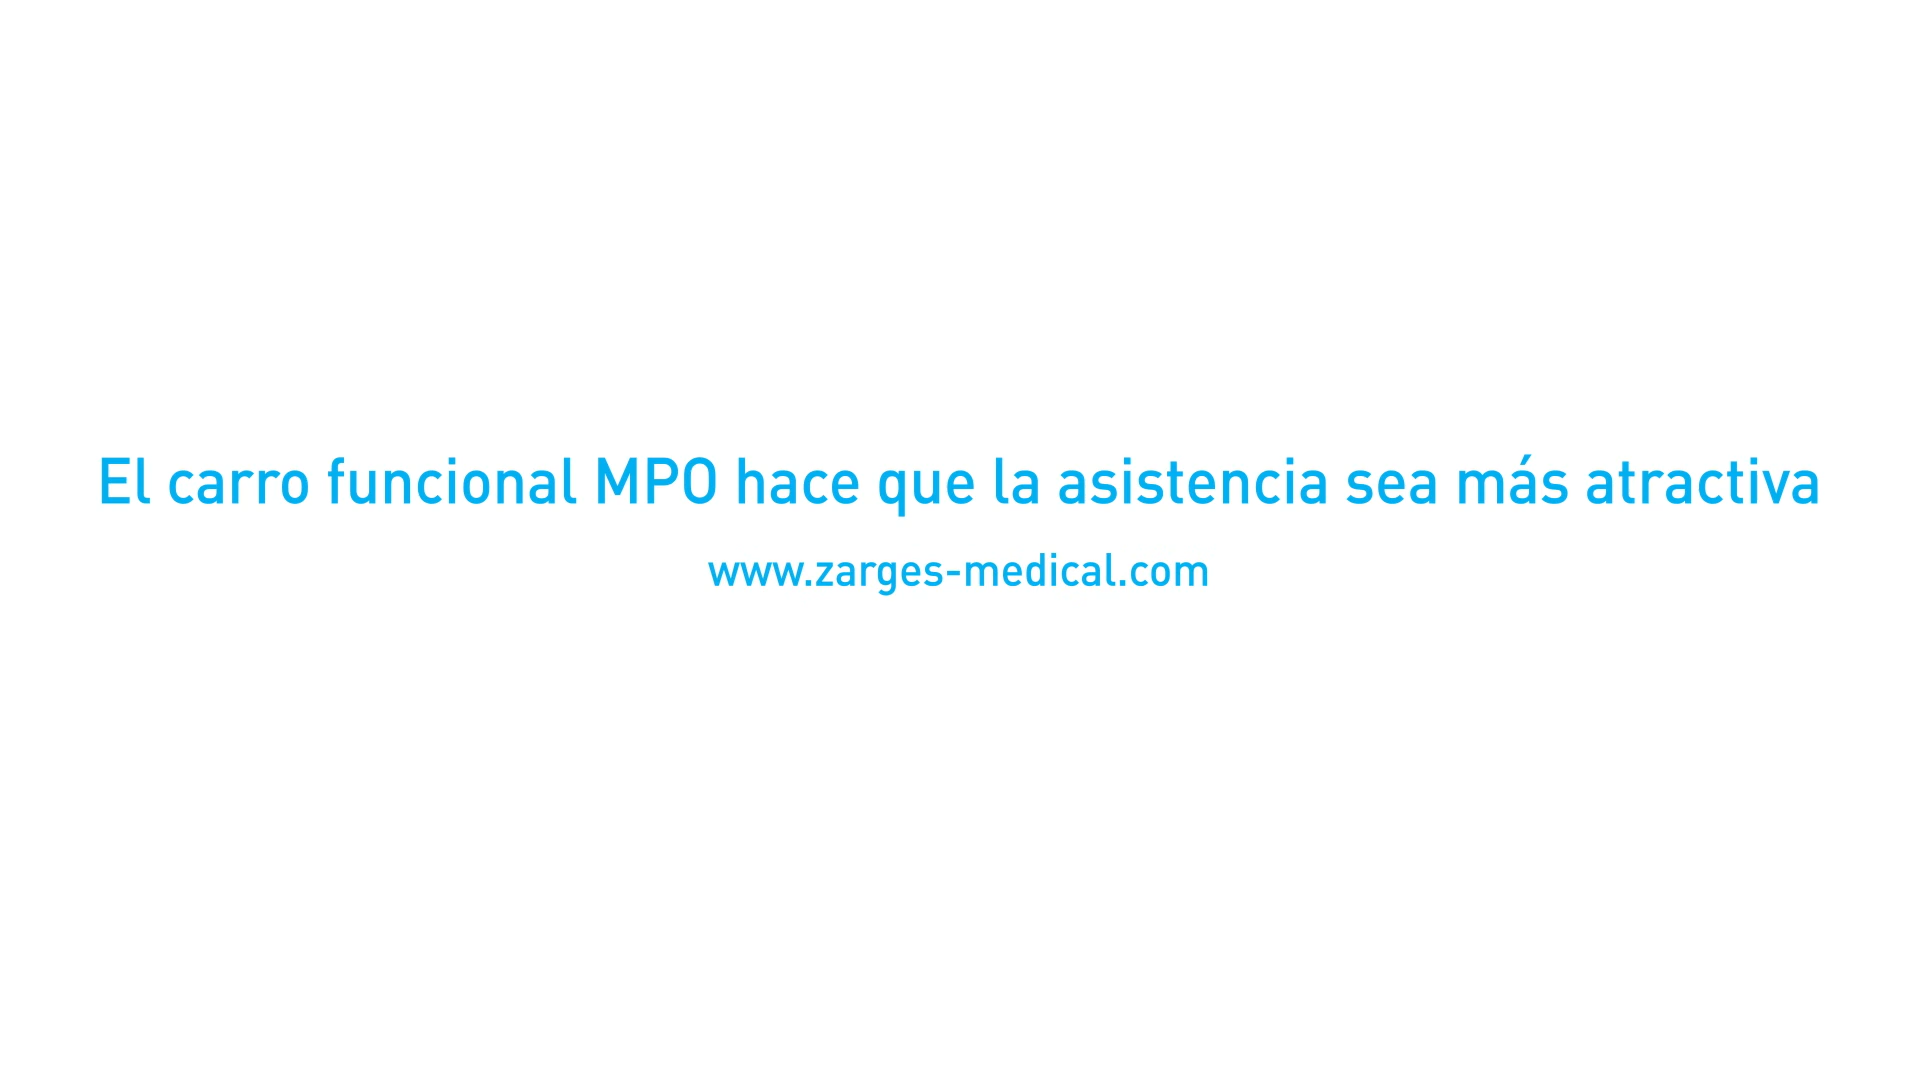 El carro funcional MPO hace que la asistencia sea más atractiva
www.zarges-medical.com